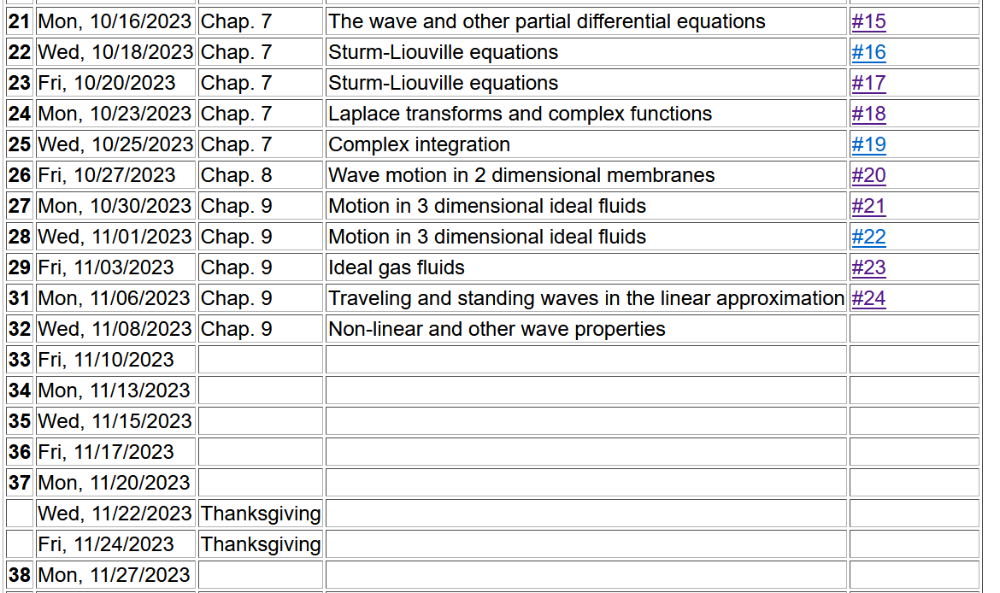 21 Mon, 10/16/2023 Chap. 7 The wave and other partial differential equations #15
22 Wed, 10/18/2023 Chap. 7 Sturm-Liouville equations #16
23 Fri, 10/20/2023 Chap. 7 Sturm-Liouville equations #17
24 Mon, 10/23/2023 Chap. 7 Laplace transforms and complex functions #18
25 Wed, 10/25/2023 Chap. 7 Complex integration #19
26 Fri, 10/27/2023 Chap. 8 Wave motion in 2 dimensional membranes #20
27 Mon, 10/30/2023 Chap. 9 Motion in 3 dimensional ideal fluids #21
28 Wed, 11/01/2023 Chap. 9 Motion in 3 dimensional ideal fluids #22
29 Fri, 11/03/2023 Chap. 9 Ideal gas fluids #23
31 Mon, 11/06/2023 Chap. 9 Traveling and standing waves in the linear approximation #24
32 Wed, 11/08/2023 Chap. 9 Non-linear and other wave properties
33 Fri, 11/10/2023
34 Mon, 11/13/2023
35 Wed, 11/15/2023
36 Fri, 11/17/2023
37 Mon, 11/20/2023
Wed, 11/22/2023 Thanksgiving
Fri, 11/24/2023 Thanksgiving
38 Mon, 11/27/2023